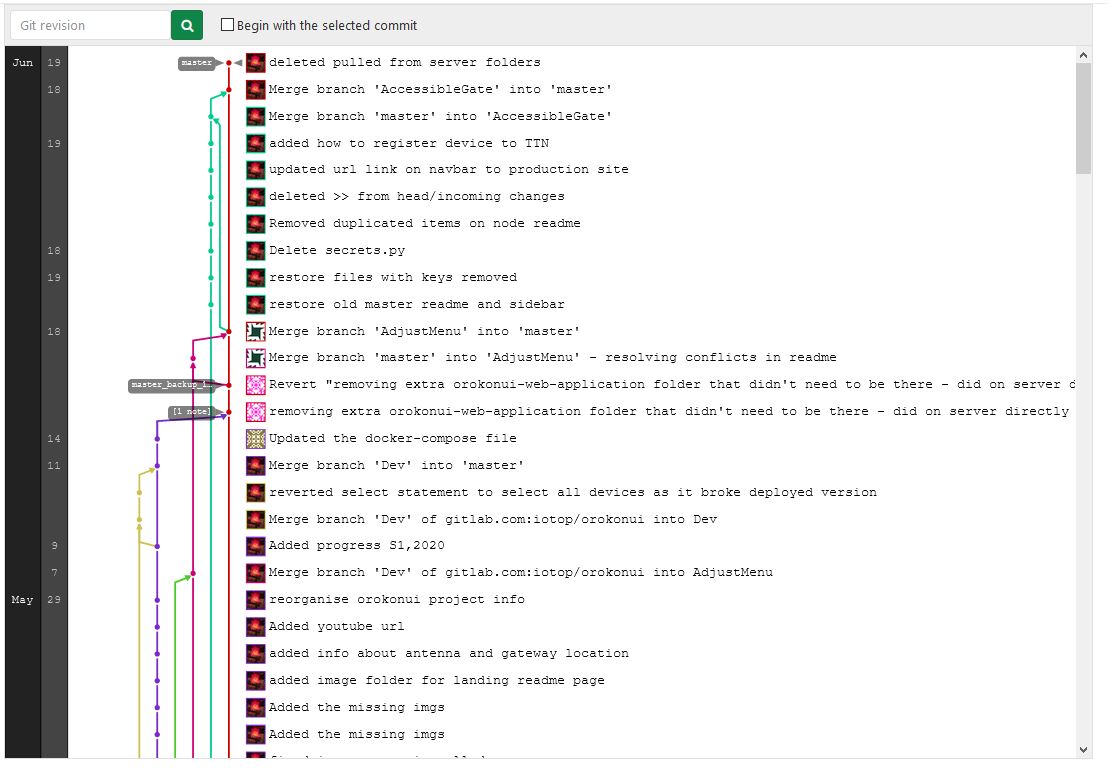 Git revision Begin with the selected commit
Jun 19 master deleted pulled from server folders
18 Merge branch 'AccessibleGate' into 'master'
Merge branch 'master' into 'AccessibleGate'
19 added how to register device to TTN
updated url link on navbar to production site
deleted >> from head/incoming changes
Removed duplicated items on node readme
18 Delete secrets.py
19 restore files with keys removed
restore old master readme and sidebar
18 Merge branch 'AdjustMenu' into 'master'
Merge branch 'master' into 'AdjustMenu' - resolving conflicts in readme
master_backup_1… Revert "removing extra orokonui-web-application folder that didn't need to be there - did on server d
[1 note] removing extra orokonui-web-application folder that didn't need to be there - did on server directly
14 Updated the docker-compose file
11 Merge branch 'Dev' into 'master'
reverted select statement to select all devices as it broke deployed version
Merge branch 'Dev' of gitlab.com:iotop/orokonui into Dev
9 Added progress S1,2020
7 Merge branch 'Dev' of gitlab.com:iotop/orokonui into AdjustMenu
May 29 reorganise orokonui project info
Added youtube url
added info about antenna and gateway location
added image folder for landing readme page
Added the missing imgs
Added the missing imgs